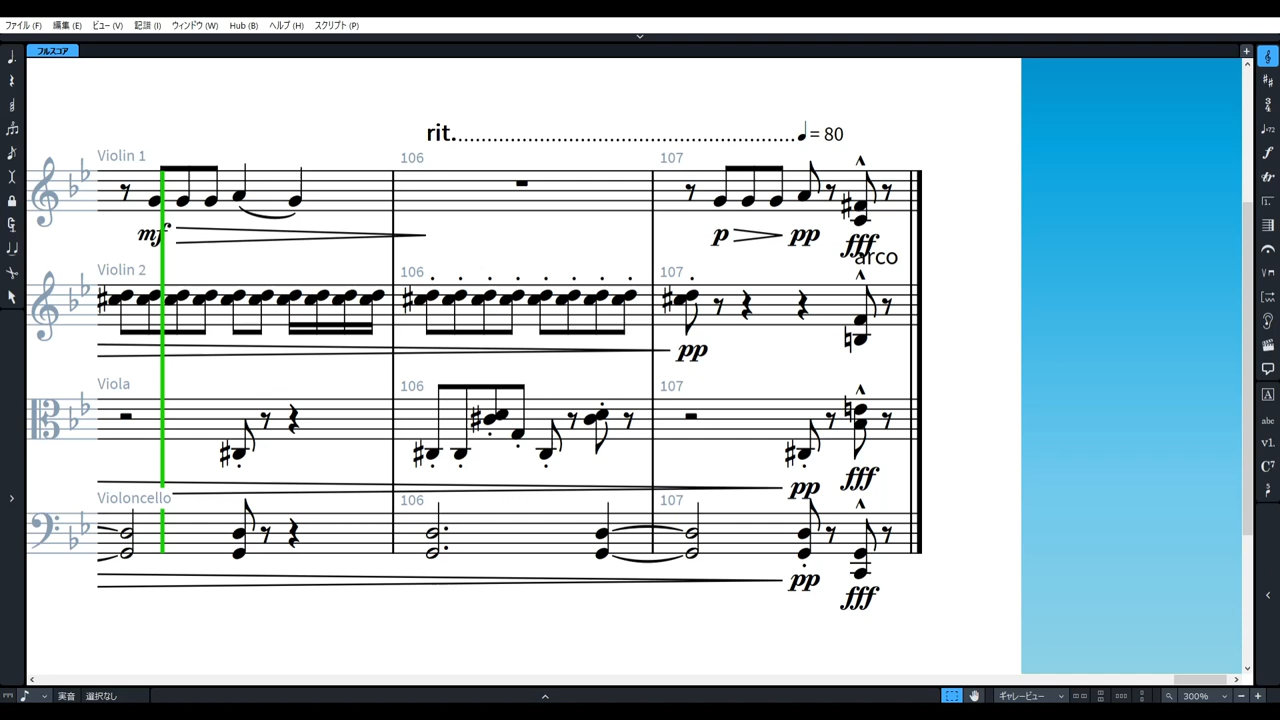 ファイル (F) 編集 (E) ビュー (V) 記譜 (I) ウィンドウ (W) Hub (B) ヘルプ (H) スクリプト (P)
フルスコア
rit. = 80
Violin 1 106 107
mf p pp fff
arco
Violin 2 106 107
pp
Viola 106 107
pp fff
Violoncello 106 107
pp fff
実音 選択なし ギャレービュー 300%